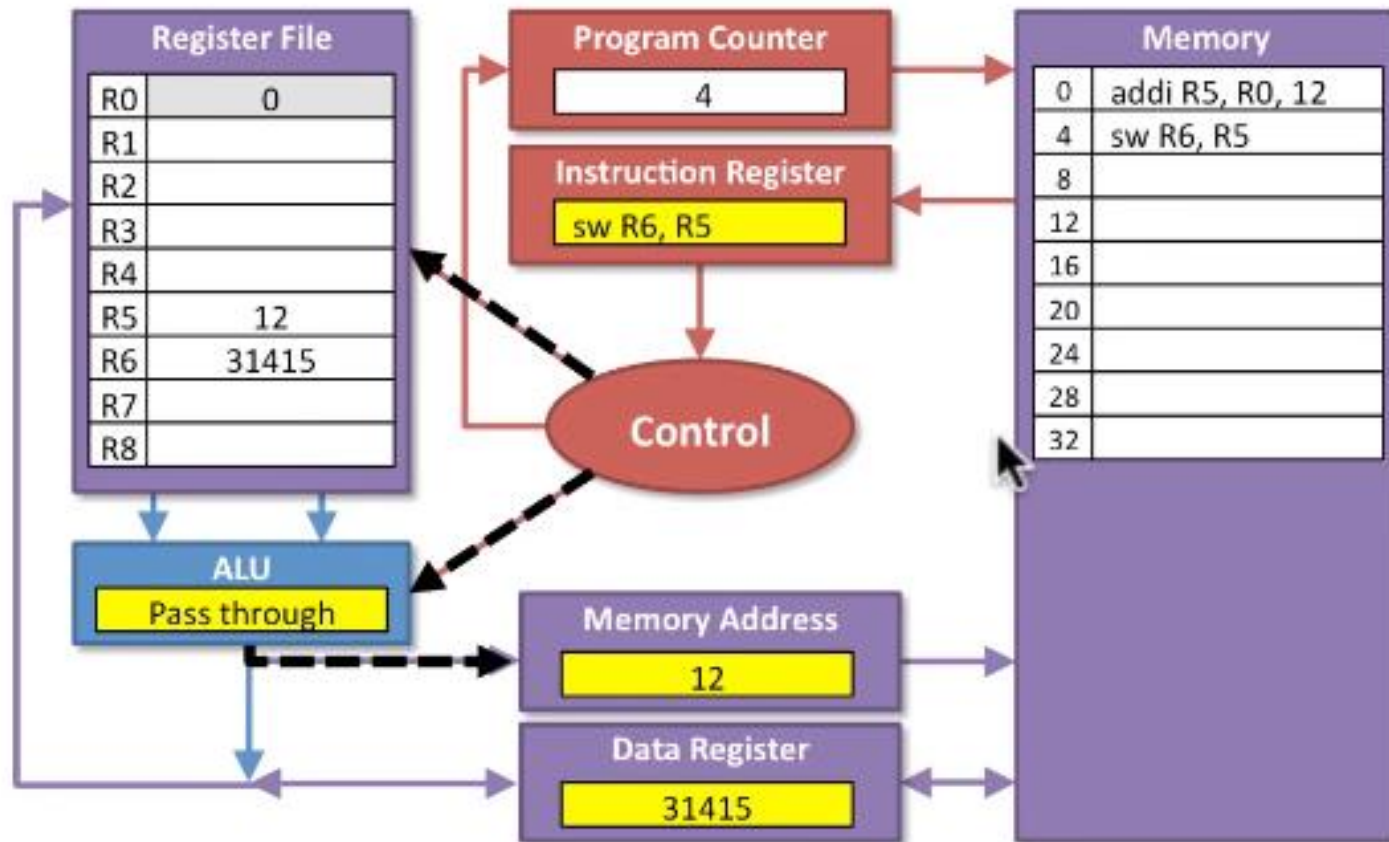 Register File
R0 0
R1
R2
R3
R4
R5 12
R6 31415
R7
R8
ALU
Pass through
Program Counter
4
Instruction Register
sw R6, R5
Control
Memory Address
12
Data Register
31415
Memory
0 addi R5, R0, 12
4 sw R6, R5
8
12
16
20
24
28
32